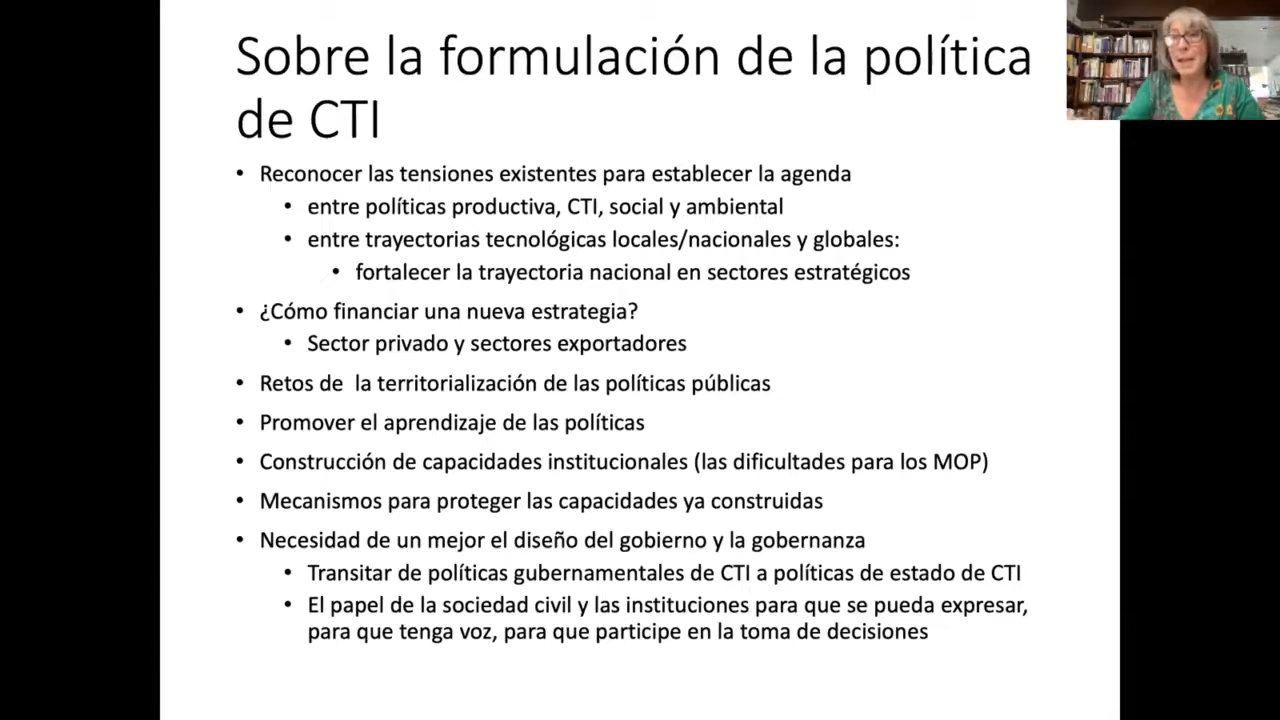 Sobre la formulación de la política
de CTI
• Reconocer las tensiones existentes para establecer la agenda
• entre políticas productiva, CTI, social y ambiental
• entre trayectorias tecnológicas locales/nacionales y globales:
• fortalecer la trayectoria nacional en sectores estratégicos
• ¿Cómo financiar una nueva estrategia?
• Sector privado y sectores exportadores
• Retos de la territorialización de las políticas públicas
• Promover el aprendizaje de las políticas
• Construcción de capacidades institucionales (las dificultades para los MOP)
• Mecanismos para proteger las capacidades ya construidas
• Necesidad de un mejor el diseño del gobierno y la gobernanza
• Transitar de políticas gubernamentales de CTI a políticas de estado de CTI
• El papel de la sociedad civil y las instituciones para que se pueda expresar,
para que tenga voz, para que participe en la toma de decisiones